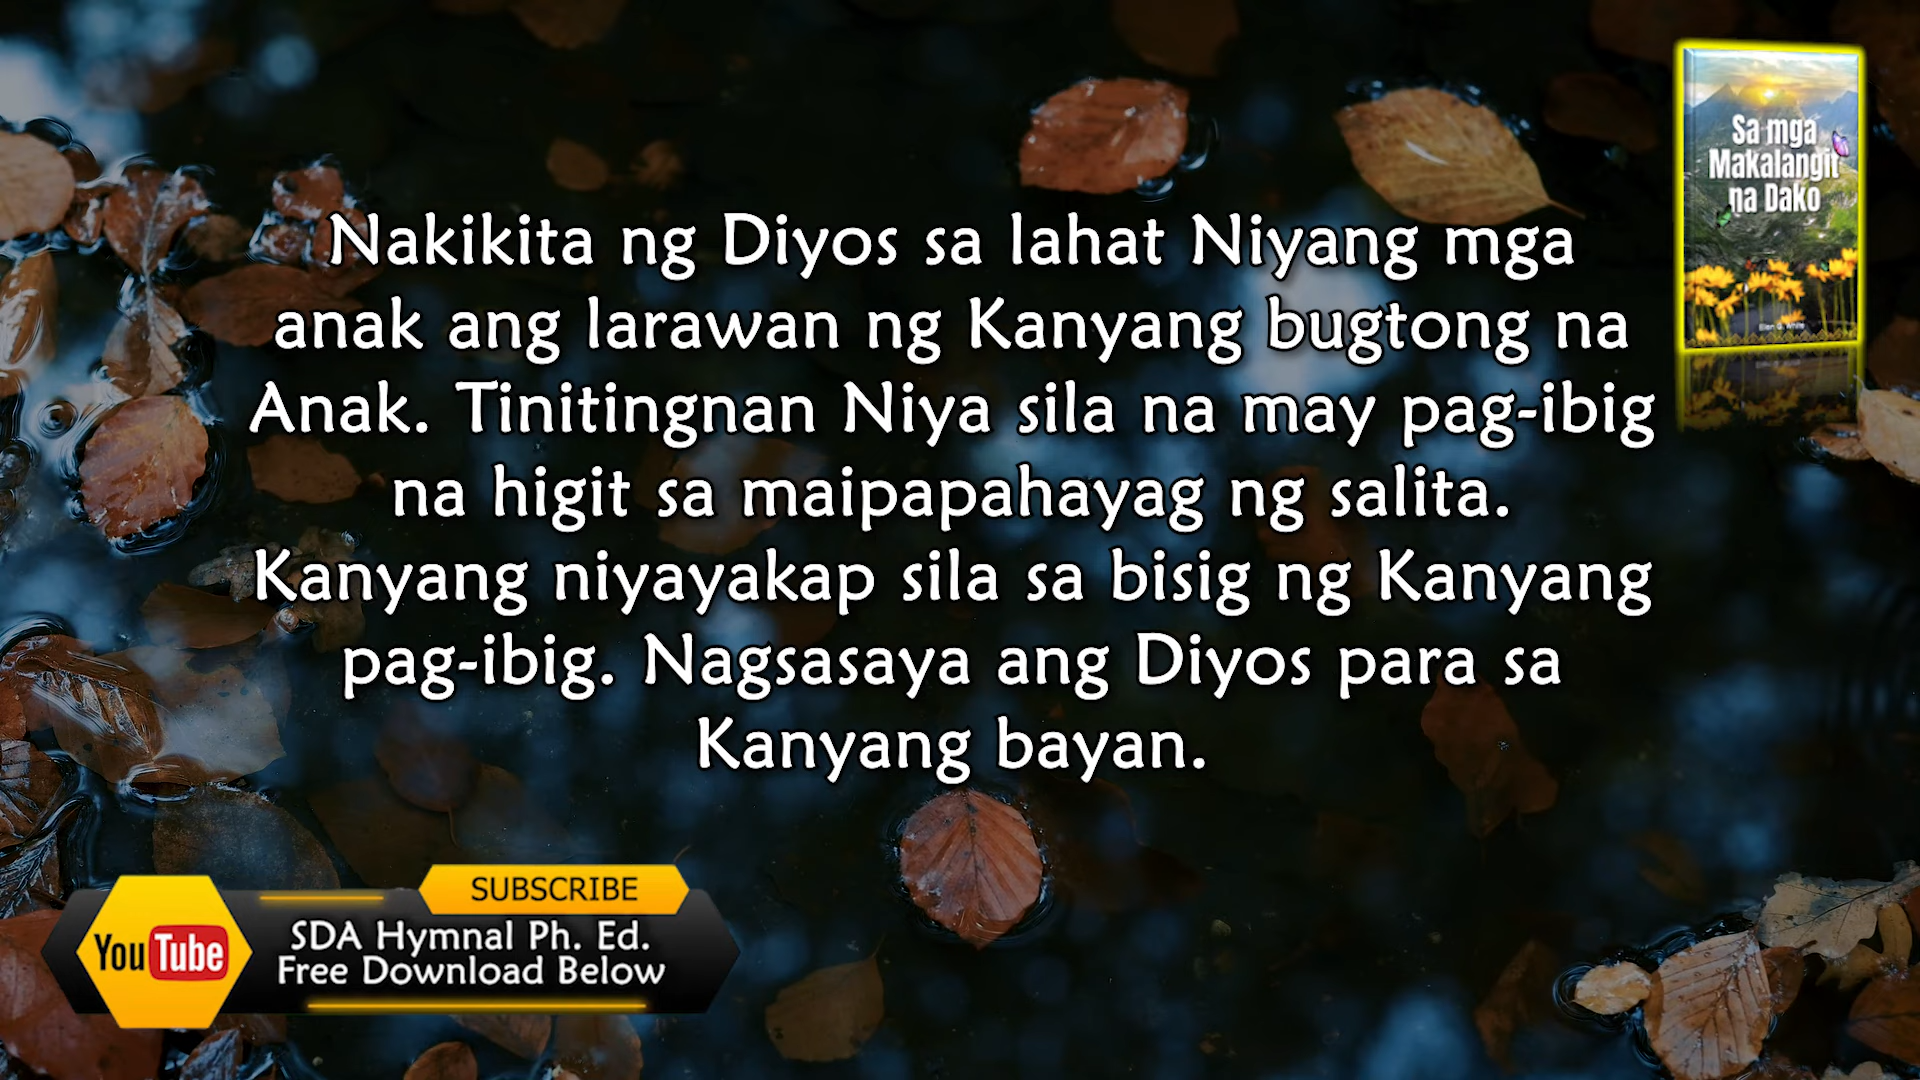 Sa mga
Makalangit
na Dako
Ellen G. White
Nakikita ng Diyos sa lahat Niyang mga
anak ang larawan ng Kanyang bugtong na
Anak. Tinitingnan Niya sila na may pag-ibig
na higit sa maipapahayag ng salita.
Kanyang niyayakap sila sa bisig ng Kanyang
pag-ibig. Nagsasaya ang Diyos para sa
Kanyang bayan.
SUBSCRIBE
YouTube
SDA Hymnal Ph. Ed.
Free Download Below